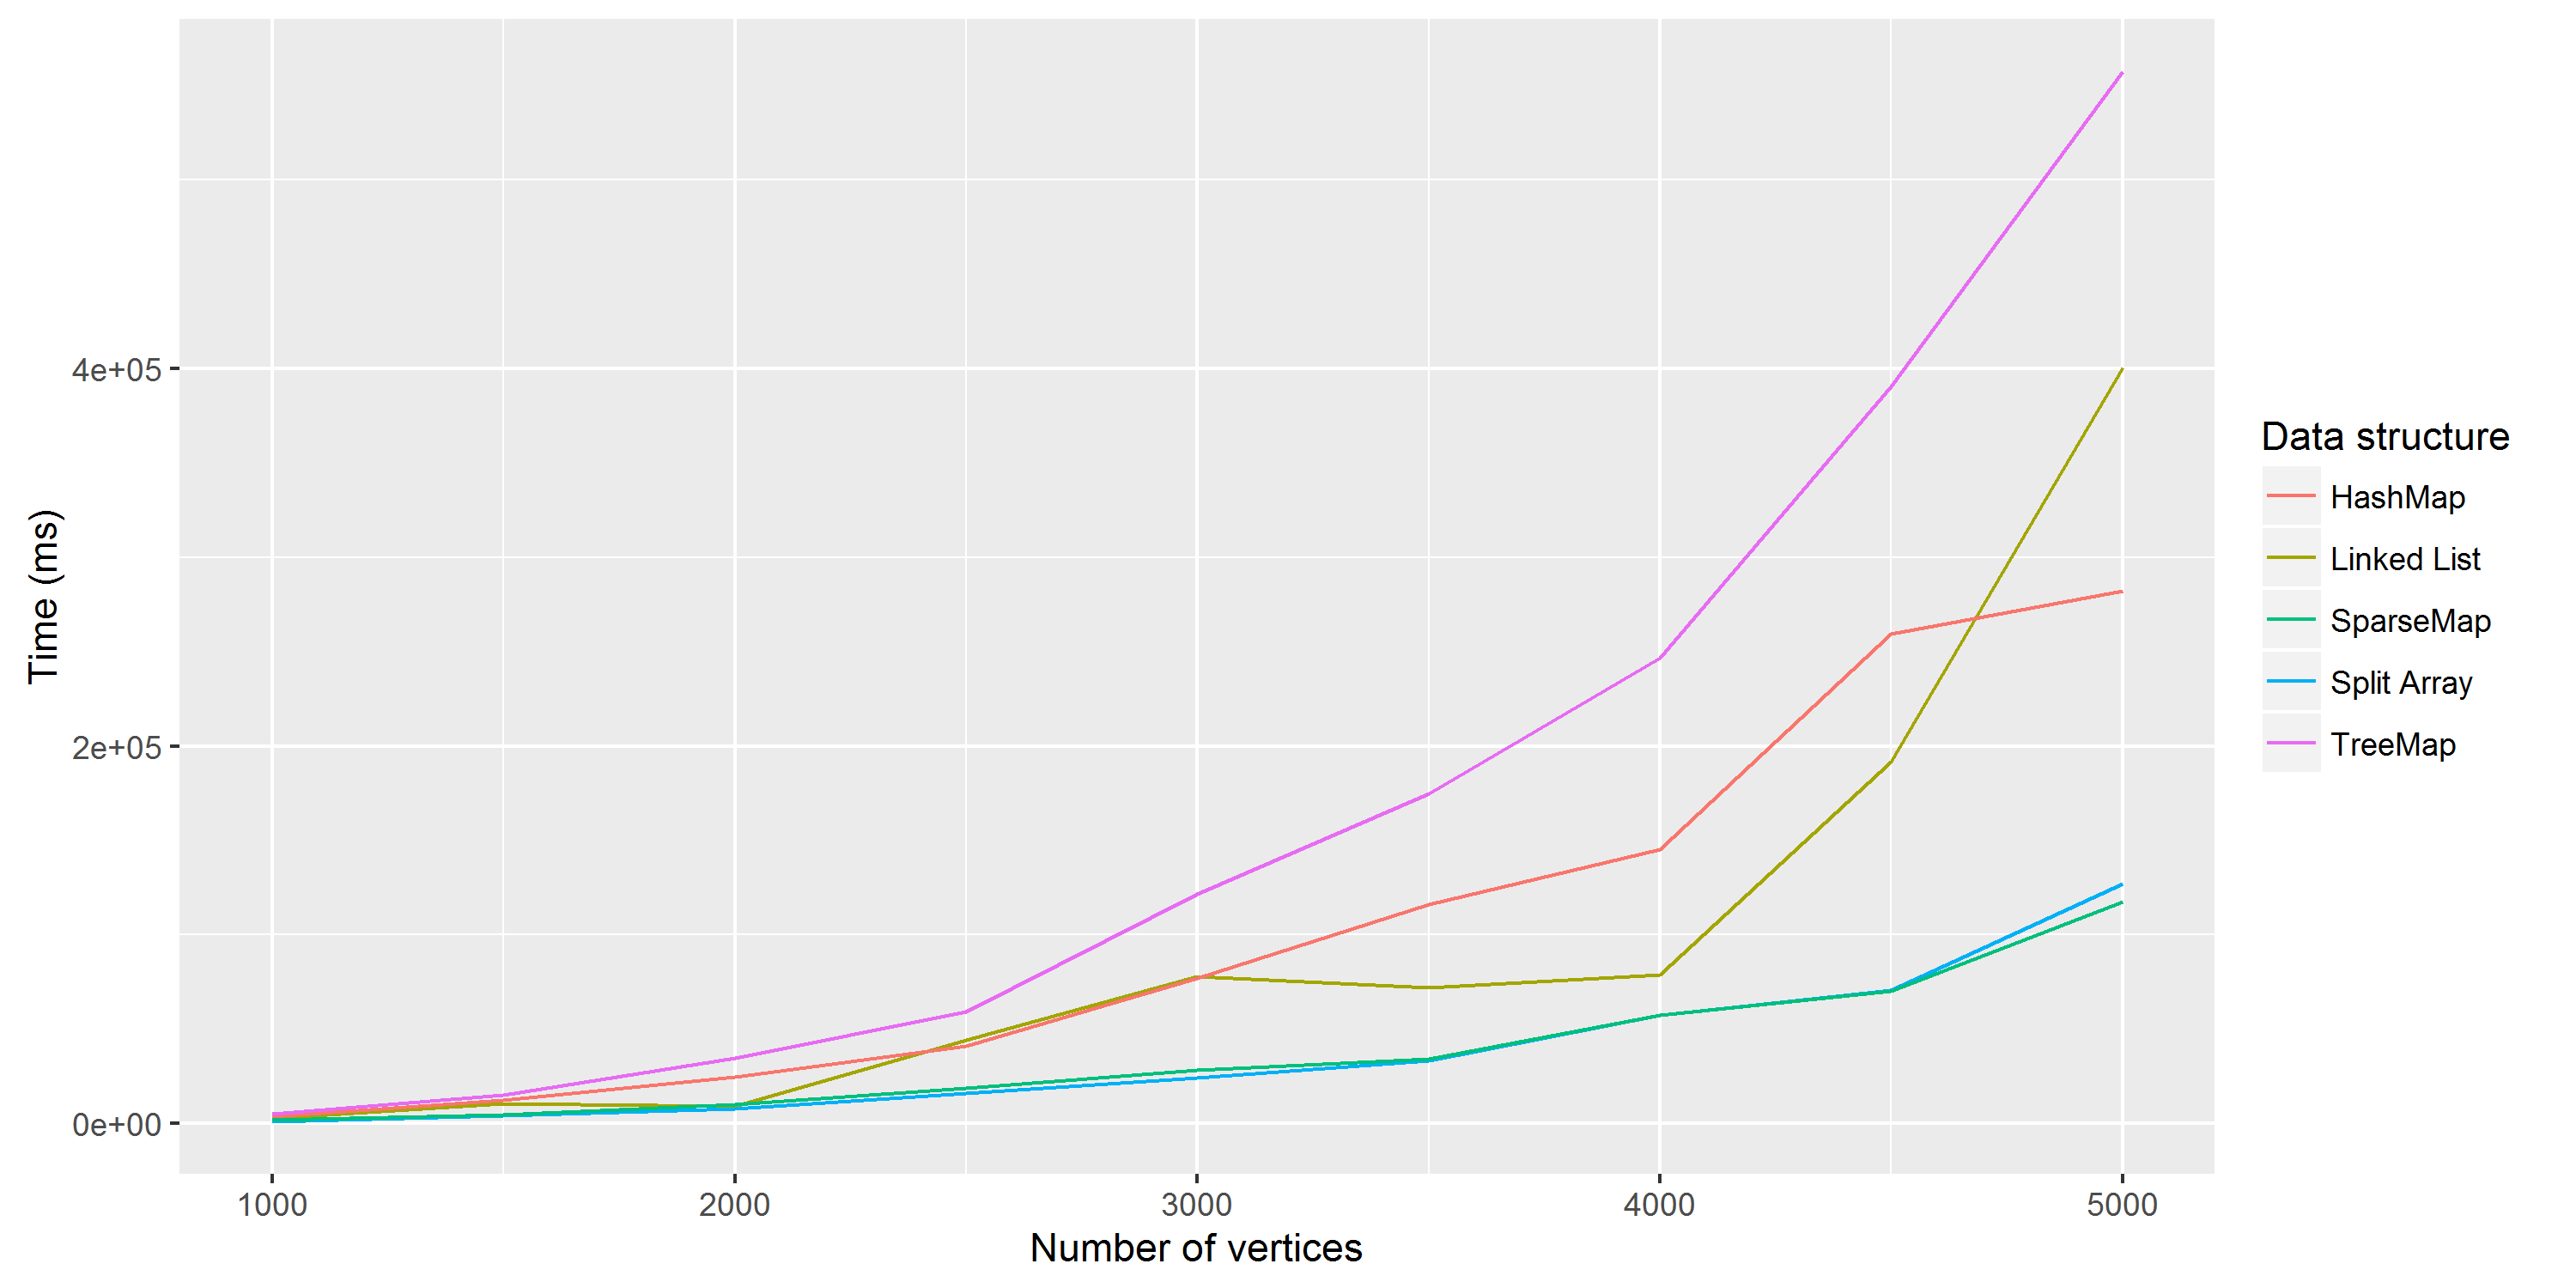 4e+05
2e+05
0e+00
Time (ms)
1000
2000
3000
4000
5000
Number of vertices
Data structure
HashMap
Linked List
SparseMap
Split Array
TreeMap